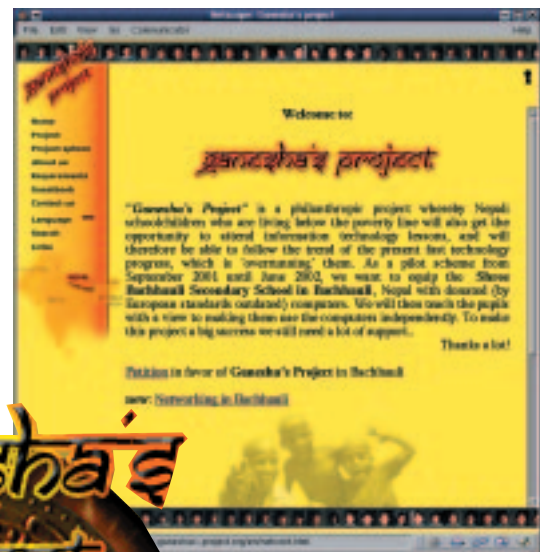 Netscape: Ganesha's project
File Edit View Go Communicator Help
ganesha's
project
Home
Project
Project updates
About us
Requirements
Guestbook
Contact us
Language
Search
Links
Welcome to:
ganesha's project
"Ganesha's Project" is a philanthropic project whereby Nepali
schoolchildren who are living below the poverty line will also get the
opportunity to attend information technology lessons, and will
therefore be able to follow the trend of the present fast technology
program, which is 'overrunning' them. As a pilot scheme from
September 2001 until June 2002, we want to equip the Shree
Bachhauli Secondary School in Bachhauli, Nepal with donated (by
European standards outdated) computers. We will then teach the pupils
with a view to making them use the computers independently. To make
this project a big success we still need a lot of support.
Thanks a lot!
Petition in favor of Ganesha's Project in Bachhauli
new: Networking in Bachhauli
sha's